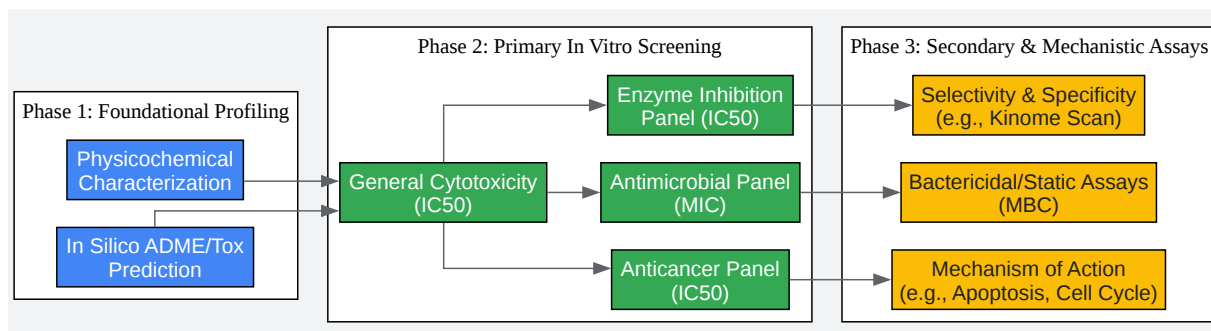 Phase 1: Foundational Profiling
Physicochemical
Characterization
In Silico ADME/Tox
Prediction
Phase 2: Primary In Vitro Screening
General Cytotoxicity
(IC50)
Enzyme Inhibition
Panel (IC50)
Antimicrobial Panel
(MIC)
Anticancer Panel
(IC50)
Phase 3: Secondary & Mechanistic Assays
Selectivity & Specificity
(e.g., Kinome Scan)
Bactericidal/Static Assays
(MBC)
Mechanism of Action
(e.g., Apoptosis, Cell Cycle)